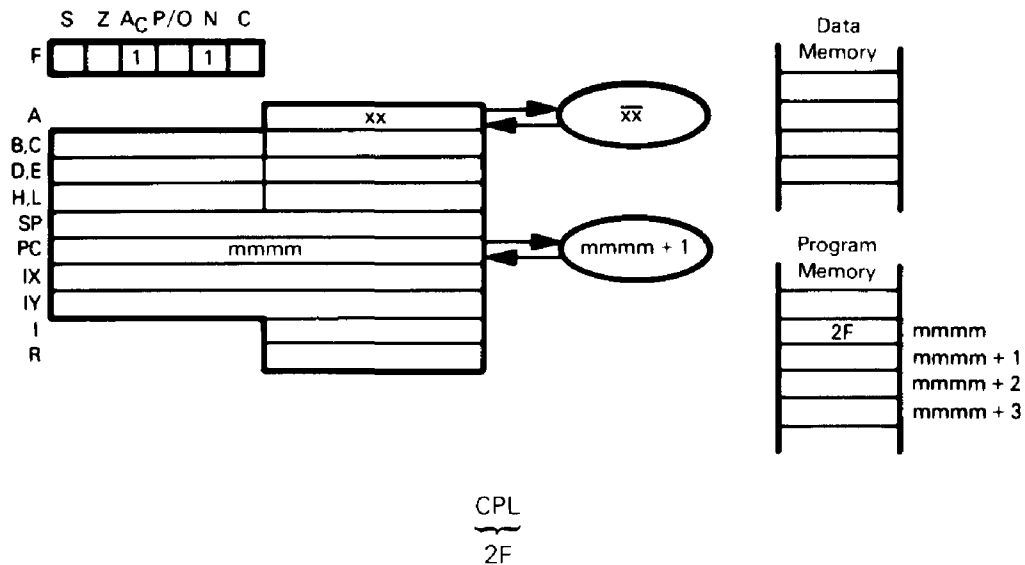 S Z AC P/O N C
F 1 1
A xx x̅x̅
B,C
D,E
H,L
SP
PC mmmm mmmm + 1
IX
IY
I
R
Data
Memory
Program
Memory
2F mmmm
mmmm + 1
mmmm + 2
mmmm + 3
CPL
2F